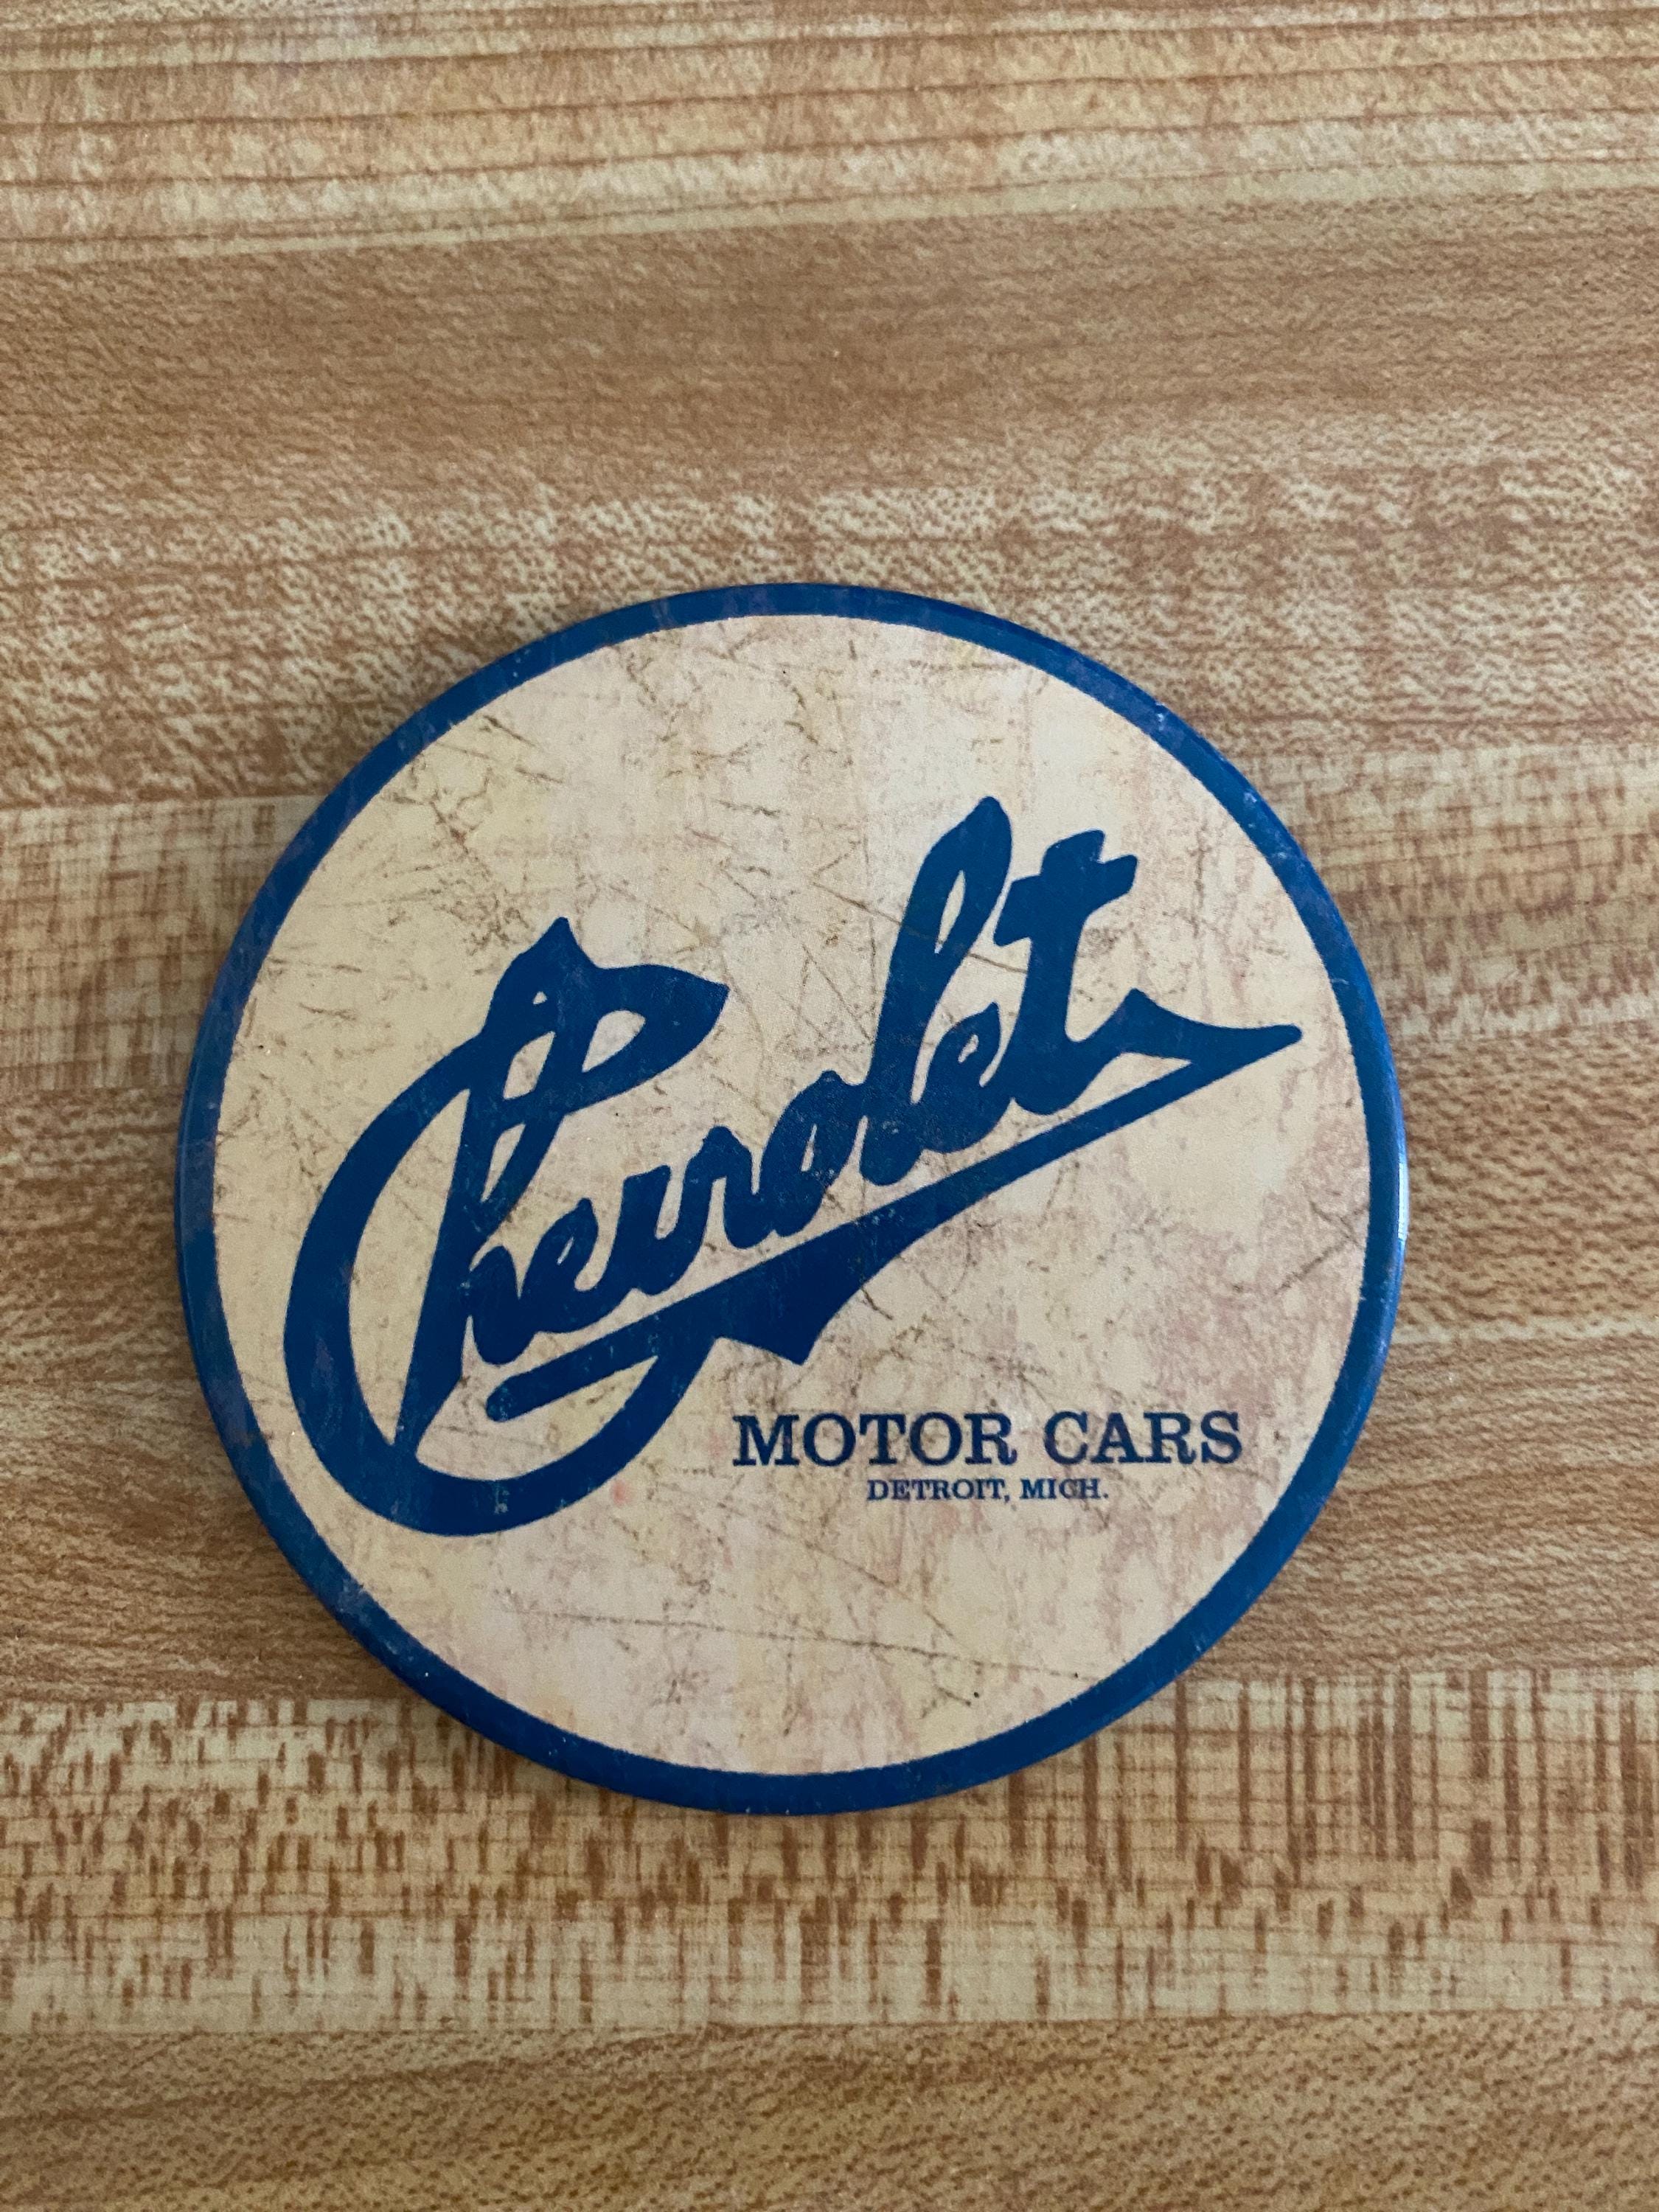 Chevrolet
MOTOR CARS
DETROIT, MICH.